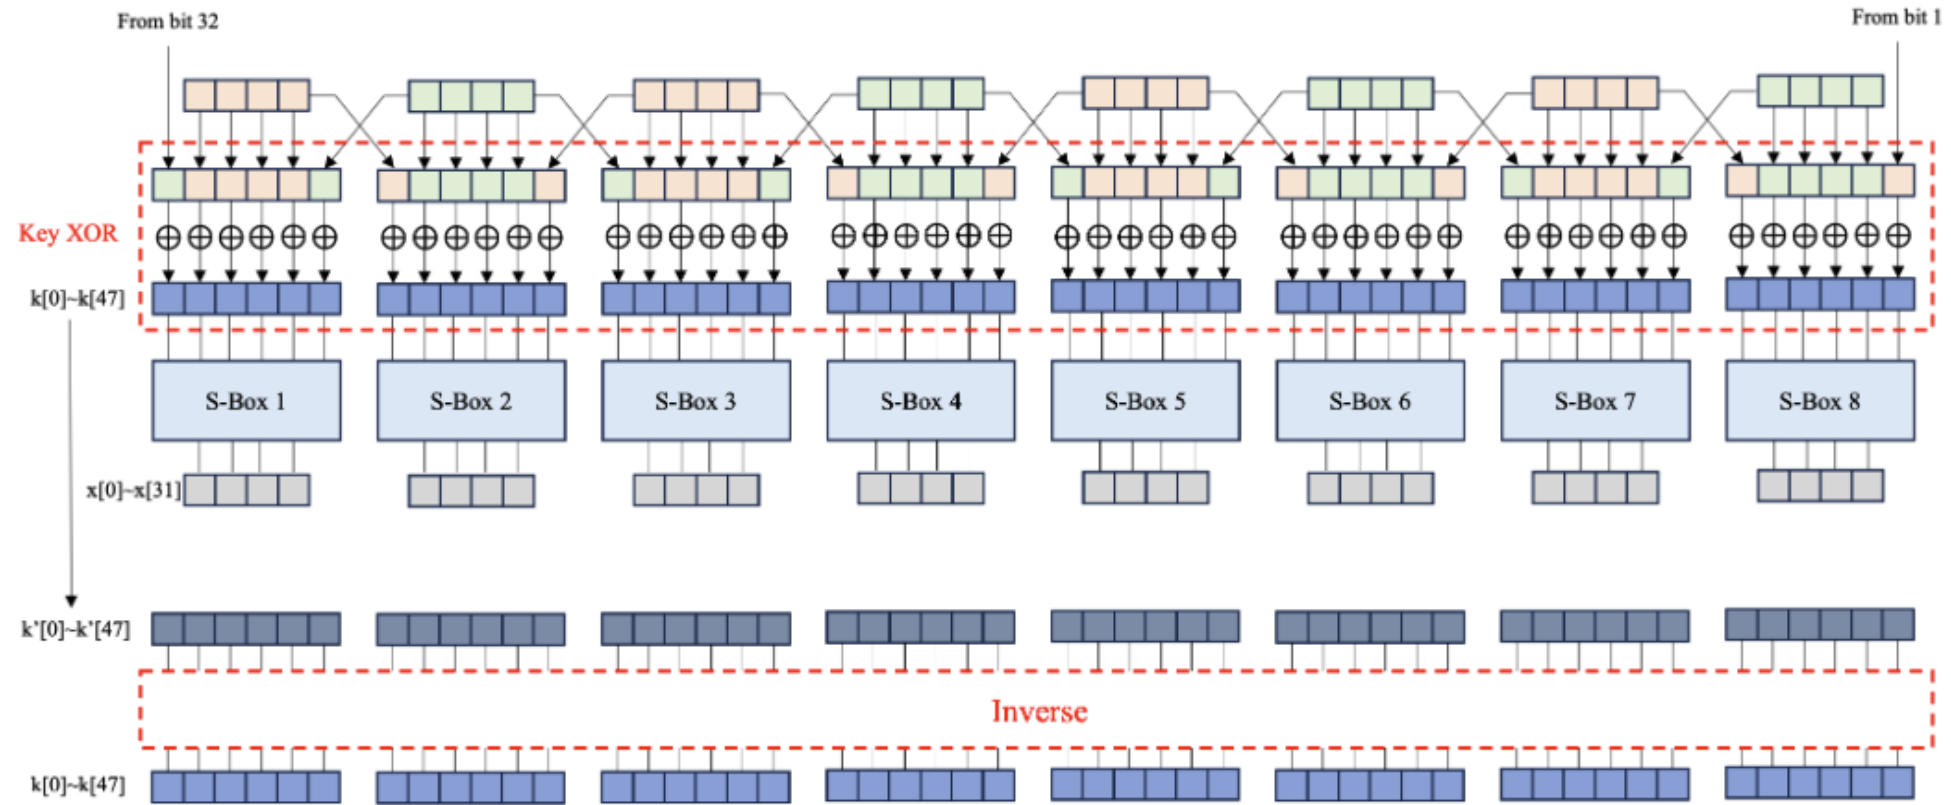 From bit 32
From bit 1
Key XOR
k[0]~k[47]
S-Box 1
S-Box 2
S-Box 3
S-Box 4
S-Box 5
S-Box 6
S-Box 7
S-Box 8
x[0]~x[31]
k'[0]~k'[47]
Inverse
k[0]~k[47]